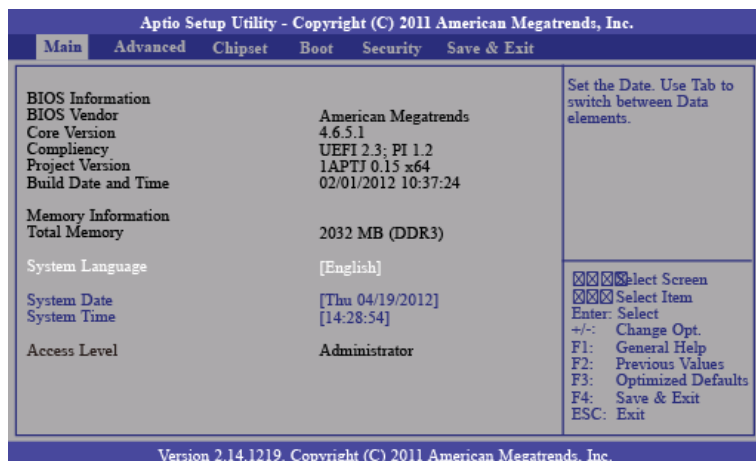 Aptio Setup Utility - Copyright (C) 2011 American Megatrends, Inc.
Main Advanced Chipset Boot Security Save & Exit
BIOS Information
BIOS Vendor American Megatrends
Core Version 4.6.5.1
Compliency UEFI 2.3; PI 1.2
Project Version 1APTJ 0.15 x64
Build Date and Time 02/01/2012 10:37:24
Memory Information
Total Memory 2032 MB (DDR3)
System Language [English]
System Date [Thu 04/19/2012]
System Time [14:28:54]
Access Level Administrator
Set the Date. Use Tab to
switch between Data
elements.
Select Screen
Select Item
Enter: Select
+/-: Change Opt.
F1: General Help
F2: Previous Values
F3: Optimized Defaults
F4: Save & Exit
ESC: Exit
Version 2.14.1219. Copyright (C) 2011 American Megatrends, Inc.